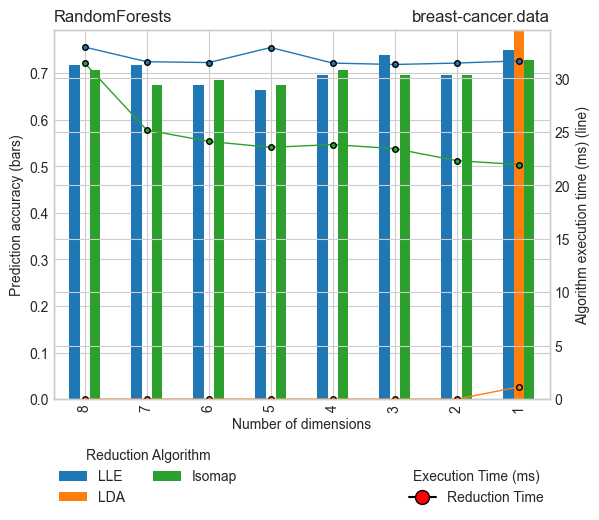 RandomForests breast-cancer.data
Prediction accuracy (bars)
0.7
0.6
0.5
0.4
0.3
0.2
0.1
0.0
30
25
20
15
10
5
0
Algorithm execution time (ms) (line)
8 7 6 5 4 3 2 1
Number of dimensions
Reduction Algorithm
LLE Isomap
LDA
Execution Time (ms)
Reduction Time